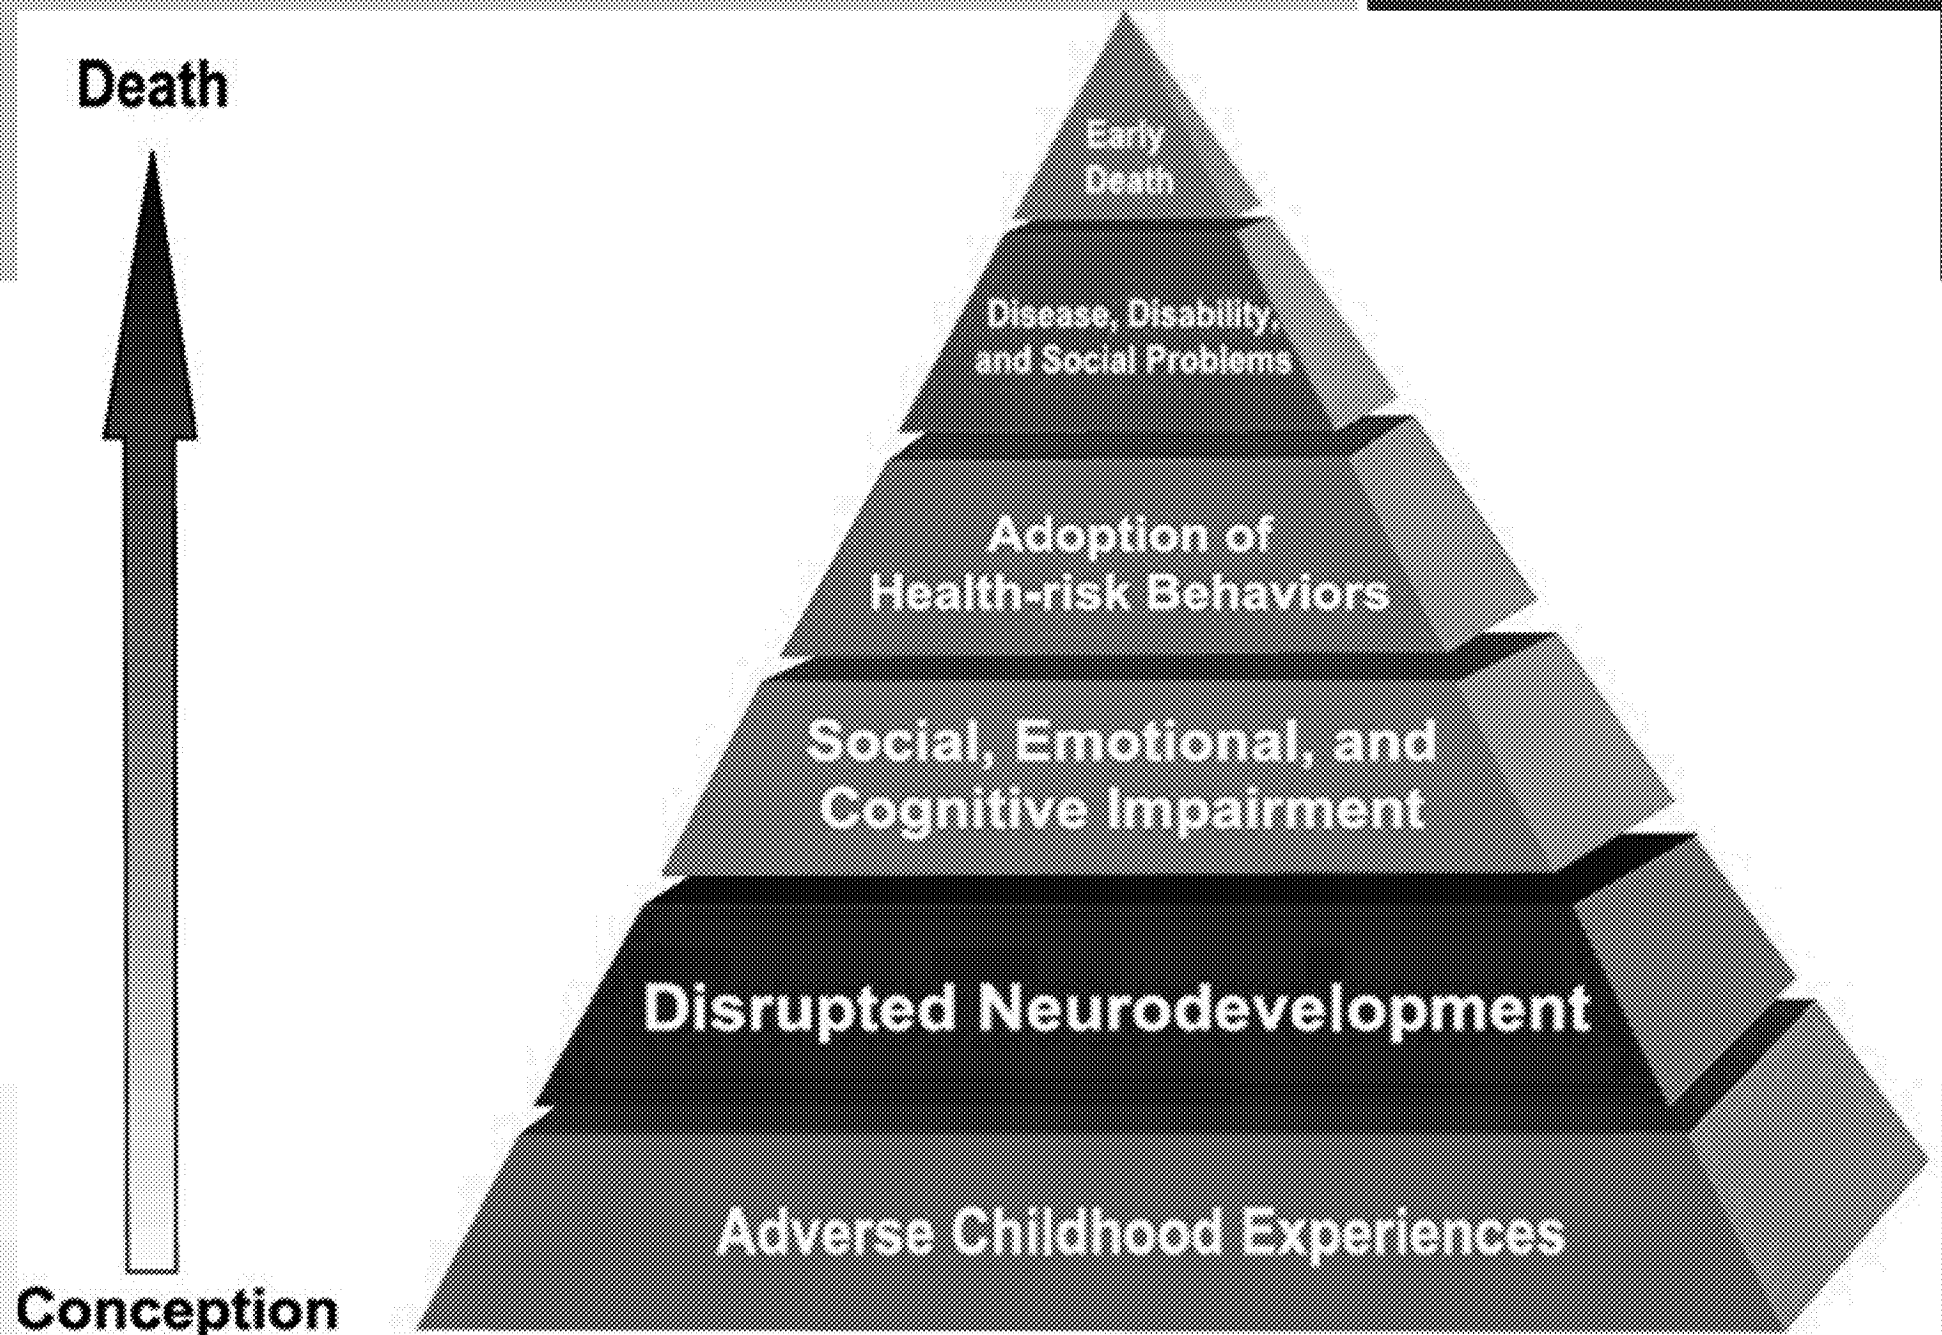 Death
Early
Death
Disease, Disability,
and Social Problems
Adoption of
Health-risk Behaviors
Social, Emotional, and
Cognitive Impairment
Disrupted Neurodevelopment
Adverse Childhood Experiences
Conception